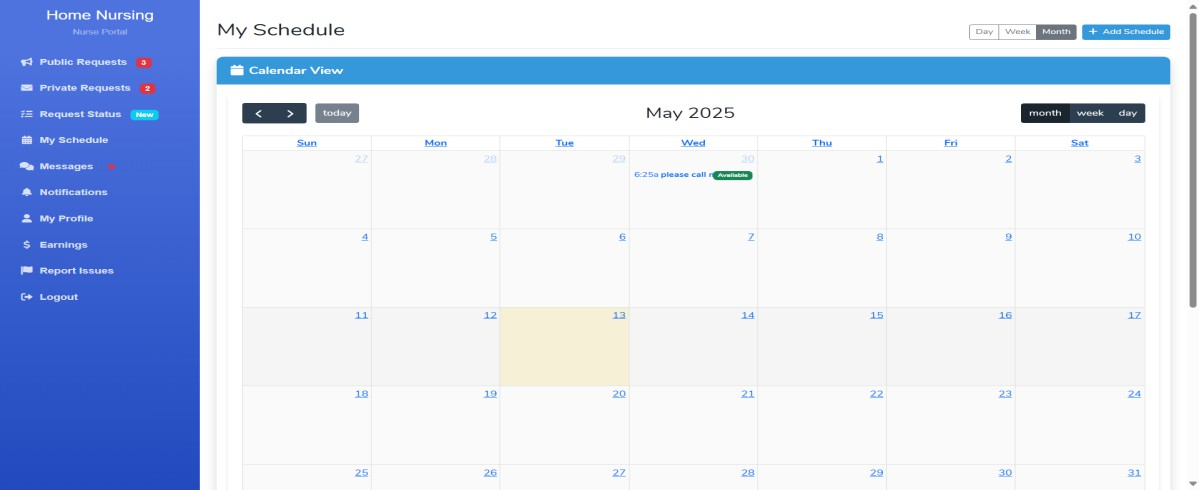 Home Nursing
Nurse Portal
Public Requests 3
Private Requests 2
Request Status New
My Schedule
Messages
Notifications
My Profile
$ Earnings
Report Issues
Logout
My Schedule
Day Week Month + Add Schedule
Calendar View
< > today May 2025 month week day
Sun Mon Tue Wed Thu Fri Sat
27 28 29 30 1 2 3
6:25a please call Available
4 5 6 7 8 9 10
11 12 13 14 15 16 17
18 19 20 21 22 23 24
25 26 27 28 29 30 31